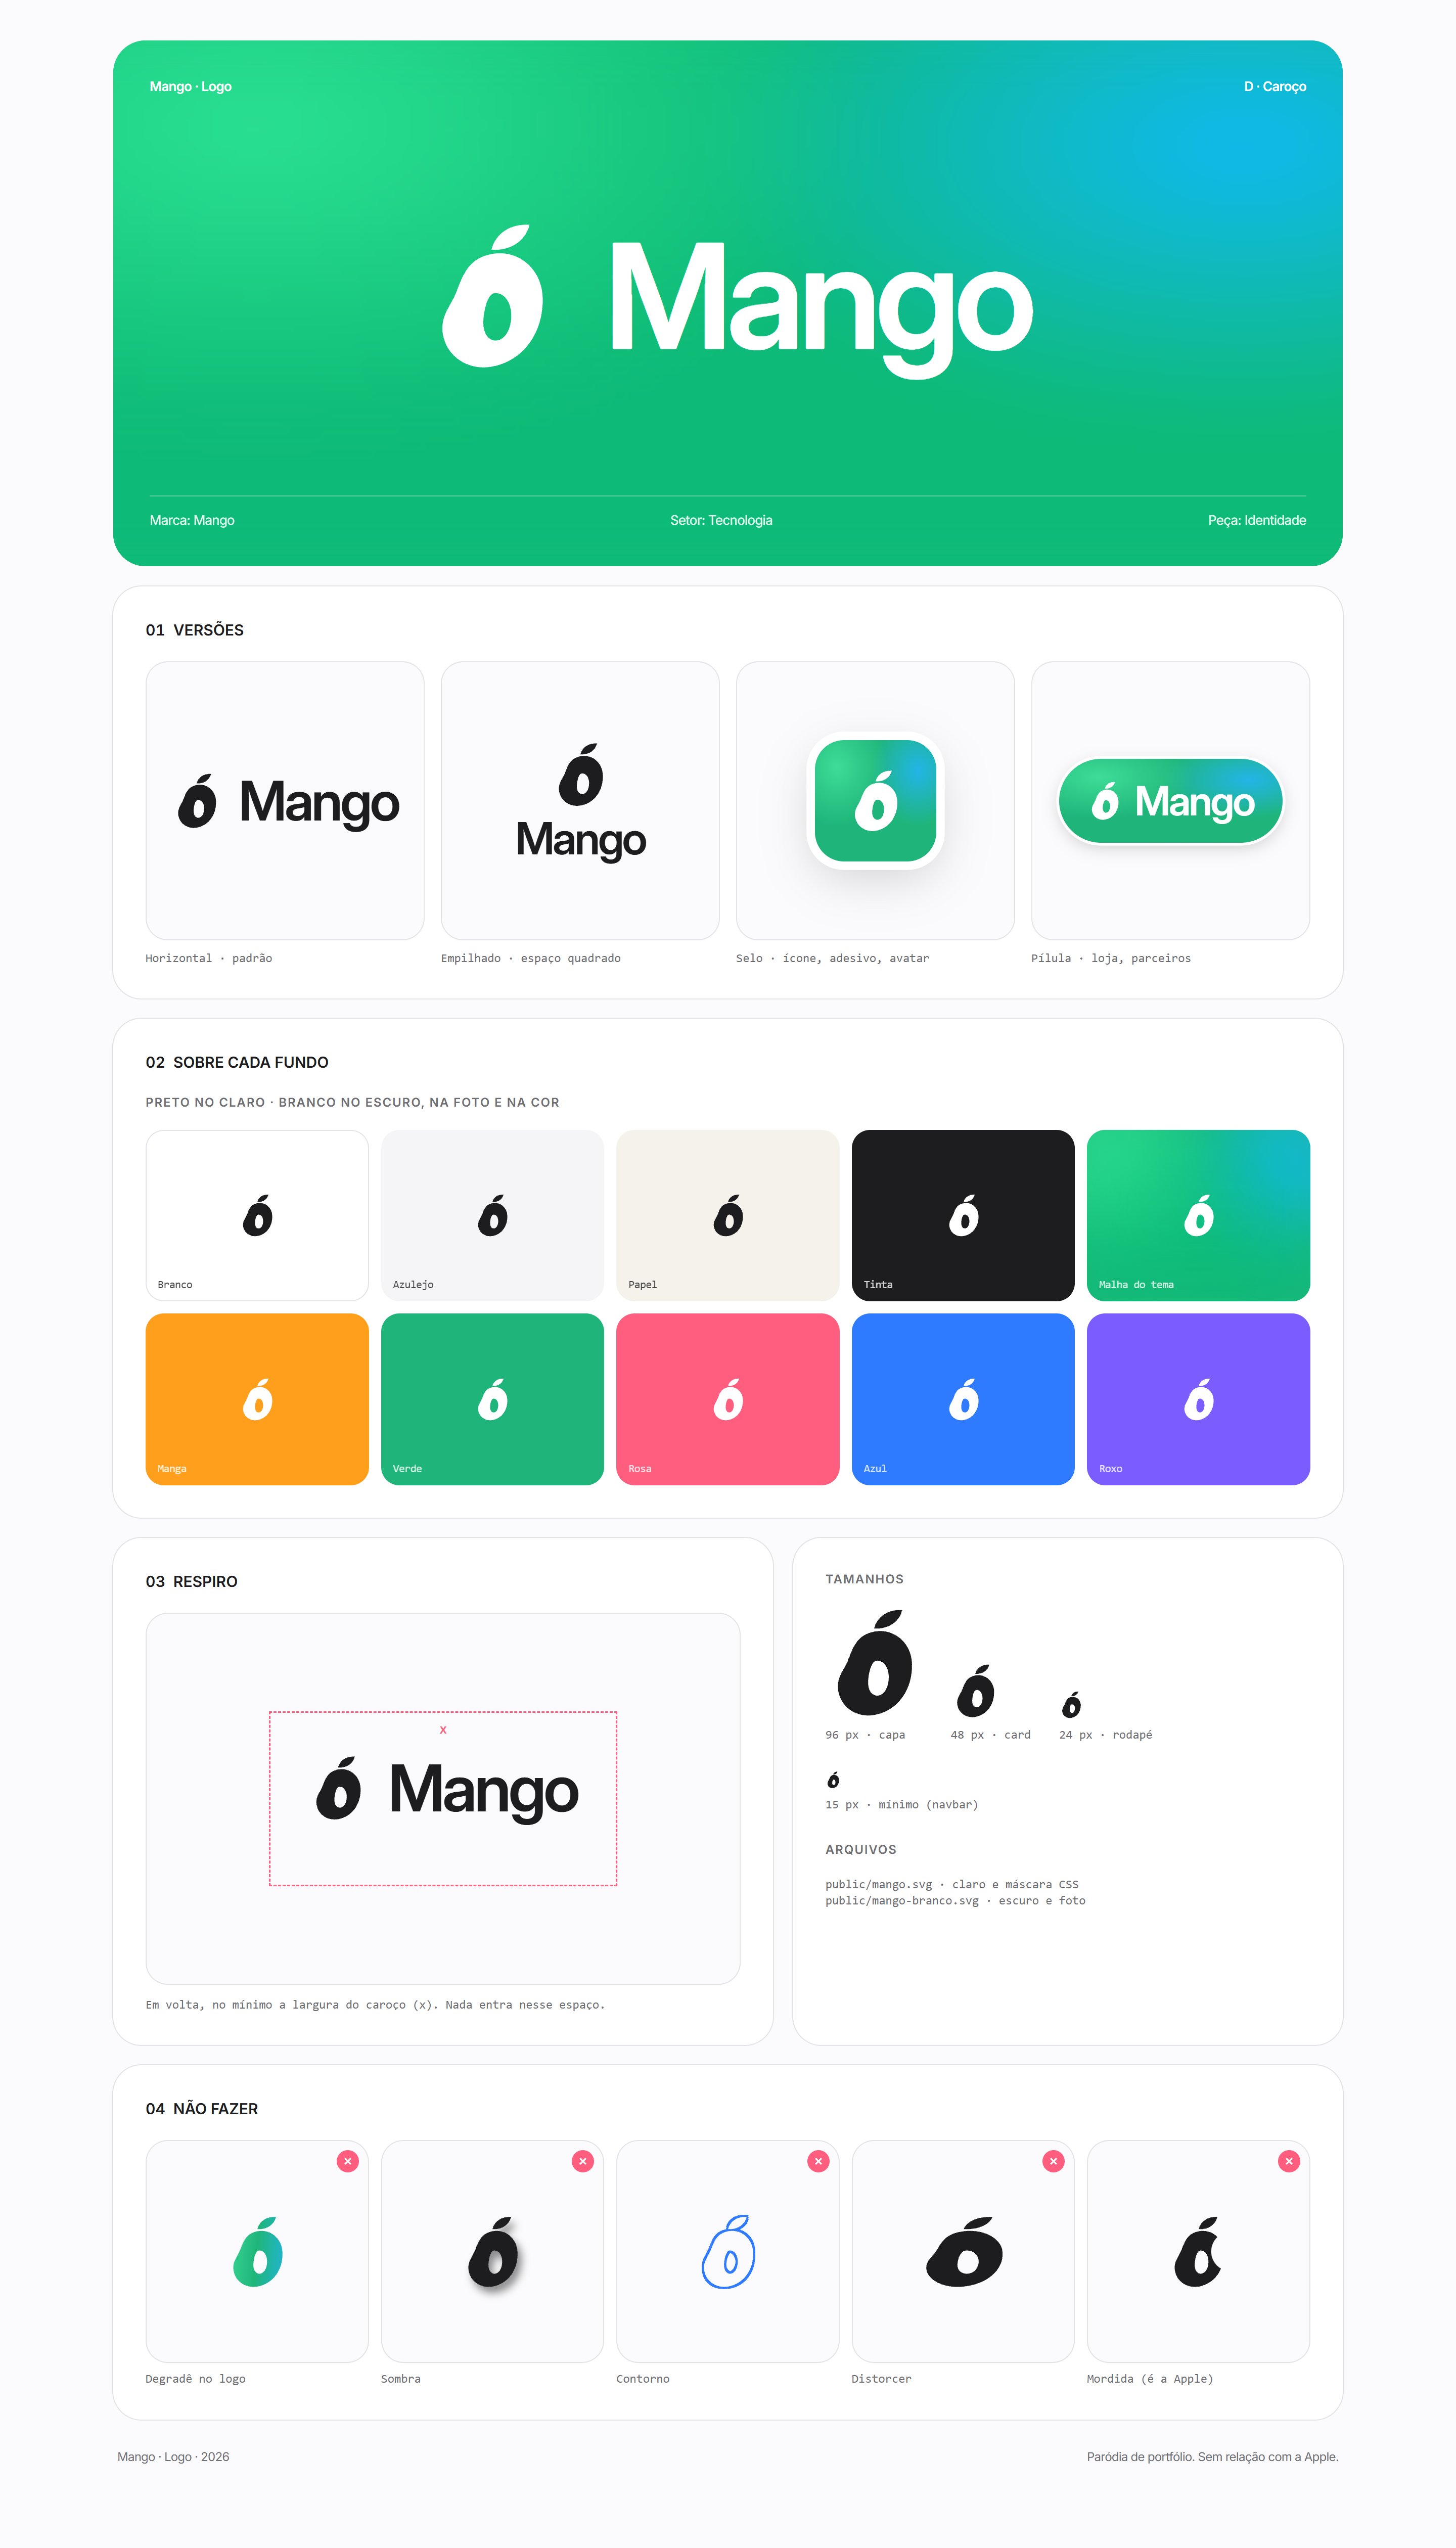 Mango · Logo
D · Caroço
Mango
Marca: Mango
Setor: Tecnologia
Peça: Identidade
01 VERSÕES
Mango
Mango
Mango
Horizontal · padrão
Empilhado · espaço quadrado
Selo · ícone, adesivo, avatar
Pílula · loja, parceiros
02 SOBRE CADA FUNDO
PRETO NO CLARO · BRANCO NO ESCURO, NA FOTO E NA COR
Branco
Azulejo
Papel
Tinta
Malha do tema
Manga
Verde
Rosa
Azul
Roxo
03 RESPIRO
x
Mango
Em volta, no mínimo a largura do caroço (x). Nada entra nesse espaço.
TAMANHOS
96 px · capa
48 px · card
24 px · rodapé
15 px · mínimo (navbar)
ARQUIVOS
public/mango.svg · claro e máscara CSS
public/mango-branco.svg · escuro e foto
04 NÃO FAZER
Degradê no logo
Sombra
Contorno
Distorcer
Mordida (é a Apple)
Mango · Logo · 2026
Paródia de portfólio. Sem relação com a Apple.